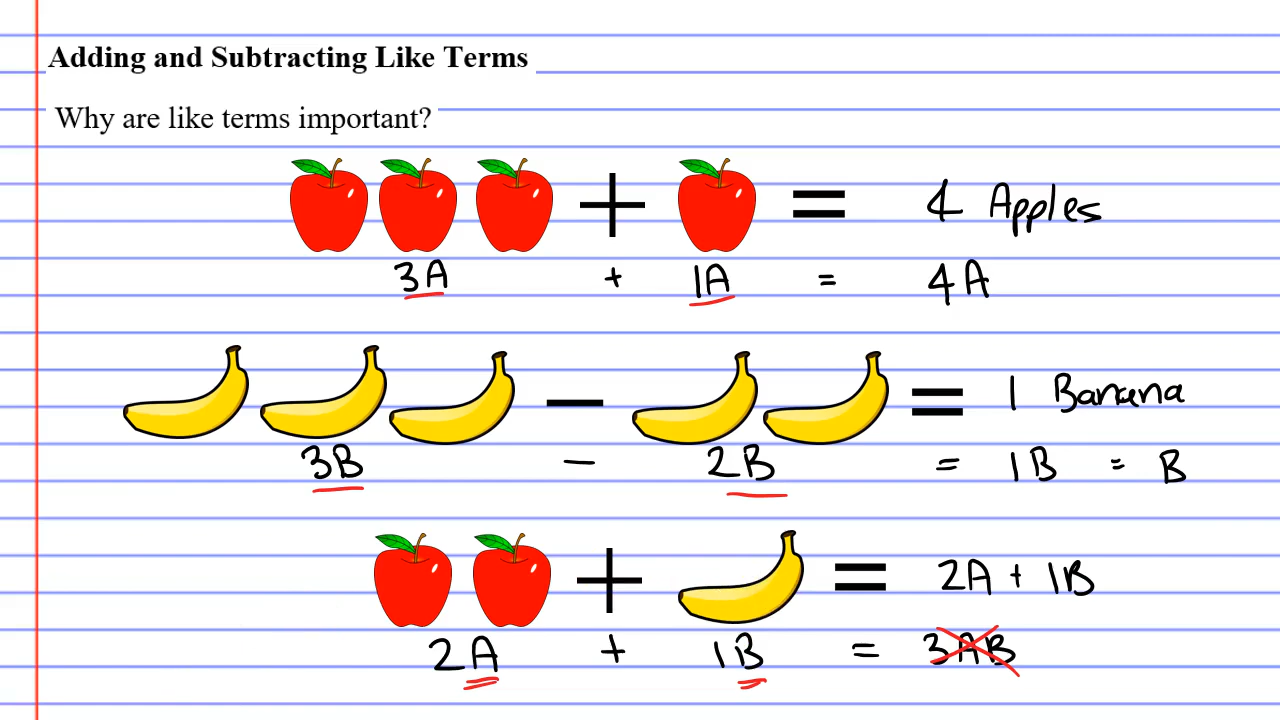 Adding and Subtracting Like Terms
Why are like terms important?
+ = 4 Apples
3A + 1A = 4A
− = 1 Banana
3B − 2B = 1B = B
+ = 2A + 1B
2A + 1B = 3AB